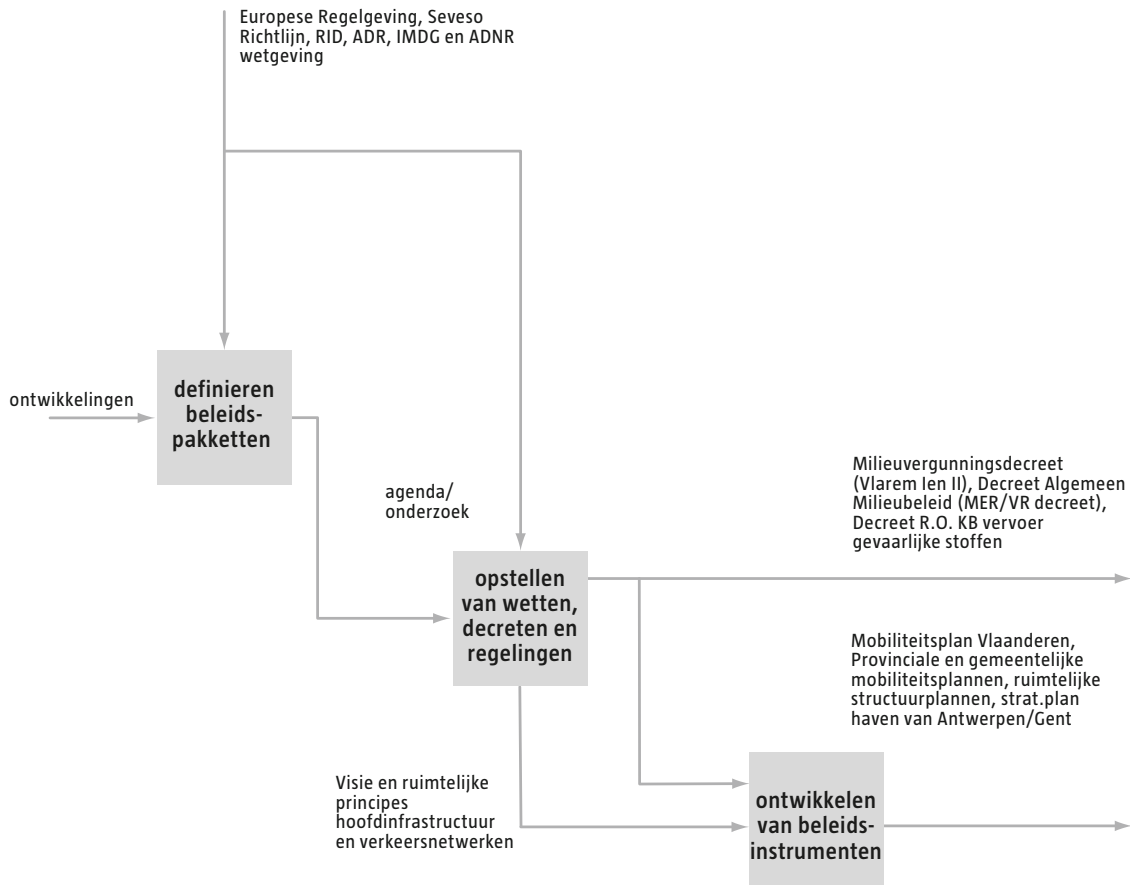 Europese Regelgeving, Seveso
Richtlijn, RID, ADR, IMDG en ADNR
wetgeving
ontwikkelingen
definieren
beleids-
pakketten
agenda/
onderzoek
opstellen
van wetten,
decreten en
regelingen
Milieuvergunningsdecreet
(Vlarem Ien II), Decreet Algemeen
Milieubeleid (MER/VR decreet),
Decreet R.O. KB vervoer
gevaarlijke stoffen
Mobiliteitsplan Vlaanderen,
Provinciale en gemeentelijke
mobiliteitsplannen, ruimtelijke
structuurplannen, strat.plan
haven van Antwerpen/Gent
Visie en ruimtelijke
principes
hoofdinfrastructuur
en verkeersnetwerken
ontwikkelen
van beleids-
instrumenten